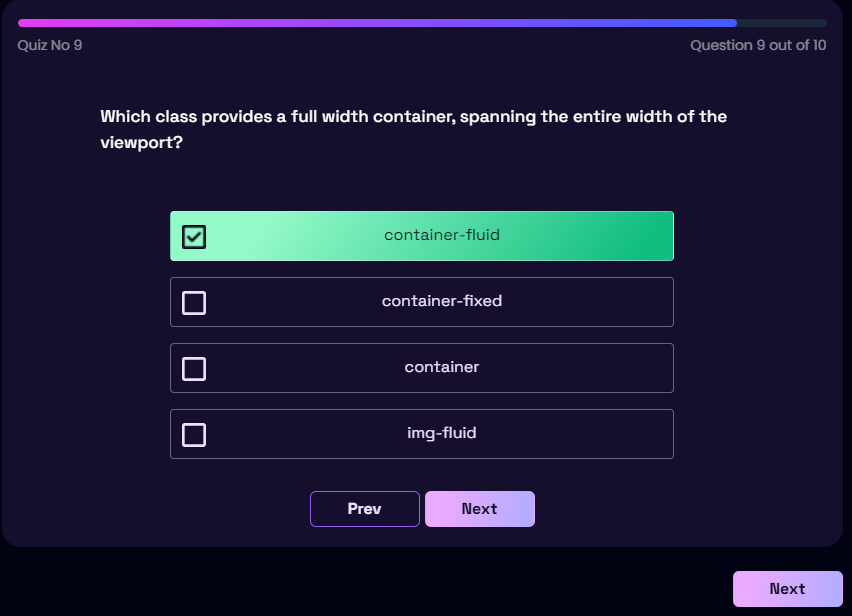 Quiz No 9
Question 9 out of 10
Which class provides a full width container, spanning the entire width of the
viewport?
container-fluid
container-fixed
container
img-fluid
Prev
Next
Next